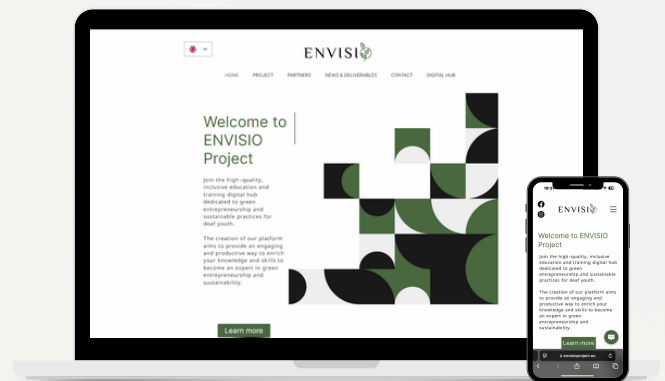 ENVISIO
HOME PROJECT PARTNERS NEWS & DELIVERABLES CONTACT DIGITAL HUB
Welcome to
ENVISIO
Project
Join the high-quality,
inclusive education and
training digital hub
dedicated to green
entrepreneurship and
sustainable practices for
deaf youth.
The creation of our platform
aims to provide an engaging
and productive way to enrich
your knowledge and skills to
become an expert in green
entrepreneurship and
sustainability.
Learn more
ENVISIO
Welcome to ENVISIO
Project
Join the high-quality, inclusive
education and training digital hub
dedicated to green
entrepreneurship and sustainable
practices for deaf youth.
The creation of our platform aims
to provide an engaging and
productive way to enrich your
knowledge and skills to become
an expert in green
entrepreneurship and
sustainability.
Learn more
envisioproject.eu